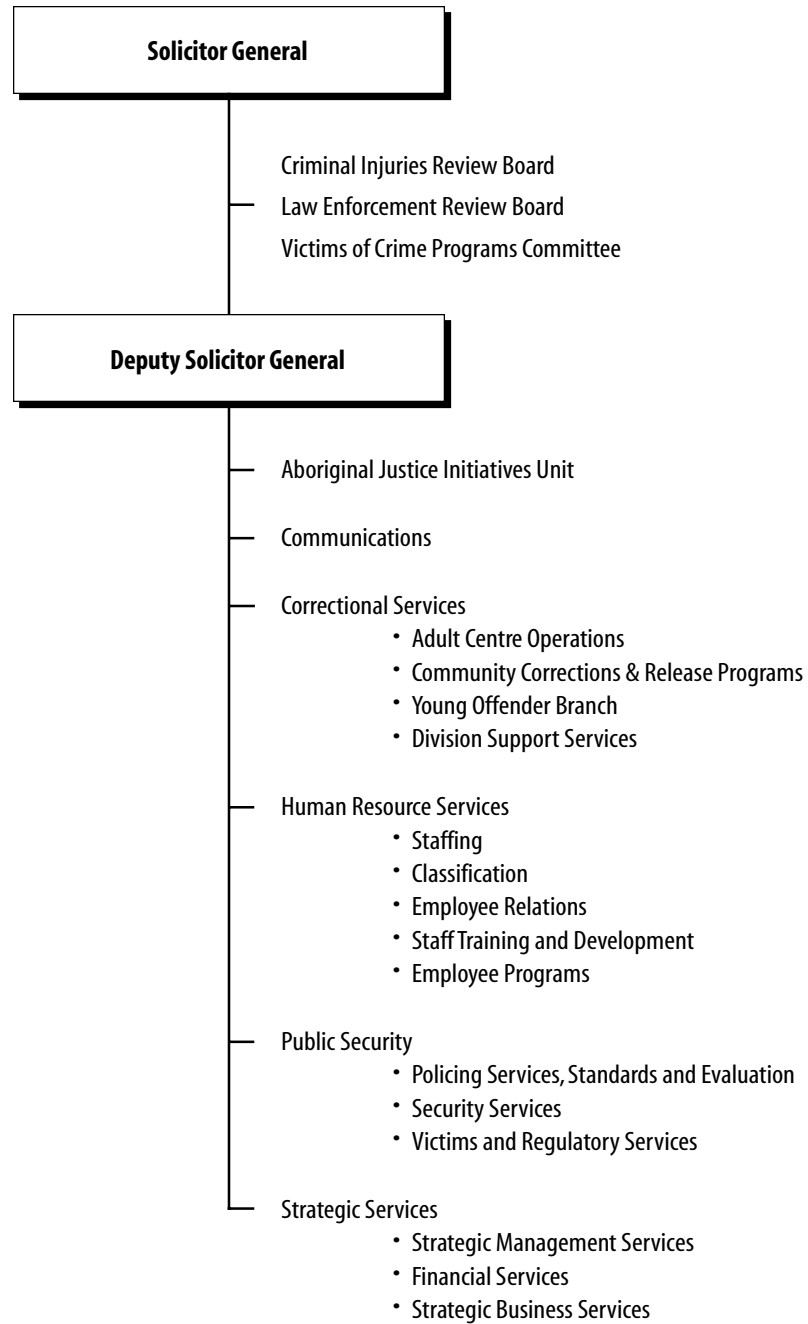 Solicitor General
Criminal Injuries Review Board
Law Enforcement Review Board
Victims of Crime Programs Committee
Deputy Solicitor General
Aboriginal Justice Initiatives Unit
Communications
Correctional Services
• Adult Centre Operations
• Community Corrections & Release Programs
• Young Offender Branch
• Division Support Services
Human Resource Services
• Staffing
• Classification
• Employee Relations
• Staff Training and Development
• Employee Programs
Public Security
• Policing Services, Standards and Evaluation
• Security Services
• Victims and Regulatory Services
Strategic Services
• Strategic Management Services
• Financial Services
• Strategic Business Services